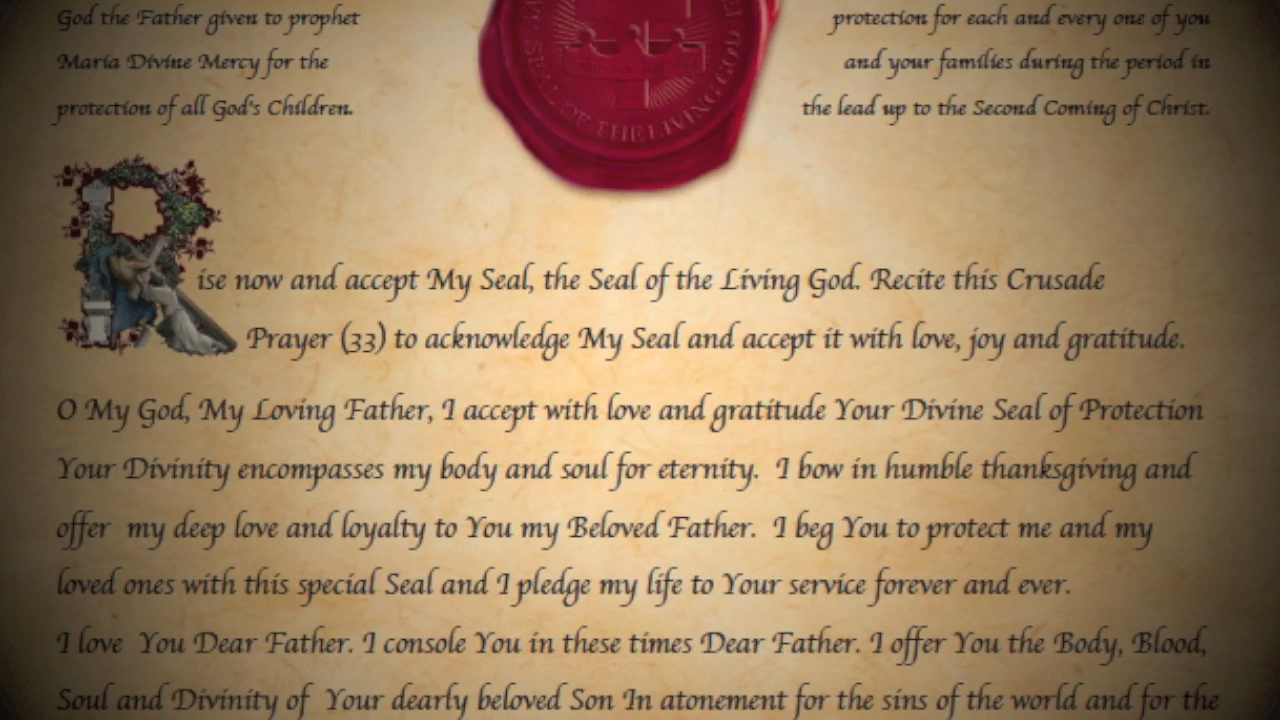 God the Father given to prophet
Maria Divine Mercy for the
protection of all God's Children.
SEAL OF THE LIVING GOD
protection for each and every one of you
and your families during the period in
the lead up to the Second Coming of Christ.
Rise now and accept My Seal, the Seal of the Living God. Recite this Crusade
Prayer (33) to acknowledge My Seal and accept it with love, joy and gratitude.
O My God, My Loving Father, I accept with love and gratitude Your Divine Seal of Protection
Your Divinity encompasses my body and soul for eternity. I bow in humble thanksgiving and
offer my deep love and loyalty to You my Beloved Father. I beg You to protect me and my
loved ones with this special Seal and I pledge my life to Your service forever and ever.
I love You Dear Father. I console You in these times Dear Father. I offer You the Body, Blood,
Soul and Divinity of Your dearly beloved Son In atonement for the sins of the world and for the